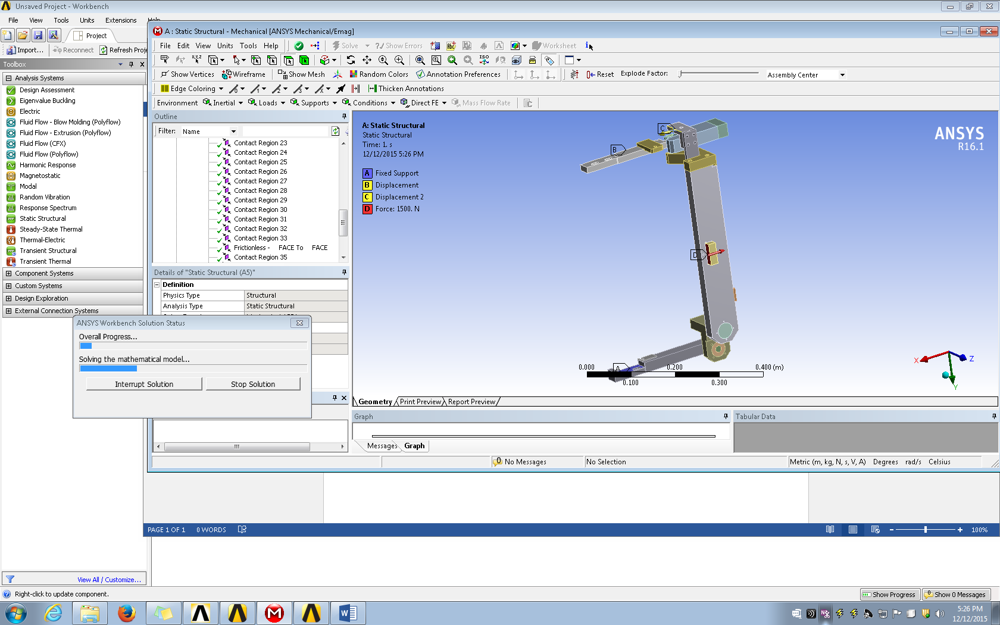 Unsaved Project - Workbench
File View Tools Units Extensions Help
Project
Import... Reconnect Refresh Proje
Toolbox
Analysis Systems
Design Assessment
Eigenvalue Buckling
Electric
Fluid Flow - Blow Molding (Polyflow)
Fluid Flow - Extrusion (Polyflow)
Fluid Flow (CFX)
Fluid Flow (Polyflow)
Harmonic Response
Magnetostatic
Modal
Random Vibration
Response Spectrum
Static Structural
Steady-State Thermal
Thermal-Electric
Transient Structural
Transient Thermal
Component Systems
Custom Systems
Design Exploration
External Connection Systems
View All / Customize...
A : Static Structural - Mechanical [ANSYS Mechanical/Emag]
File Edit View Units Tools Help Solve Show Errors Worksheet
Show Vertices Wireframe Show Mesh Random Colors Annotation Preferences Reset Explode Factor: Assembly Center
Edge Coloring Thicken Annotations
Environment Inertial Loads Supports Conditions Direct FE Mass Flow Rate
Outline
Filter: Name
Contact Region 23
Contact Region 24
Contact Region 25
Contact Region 26
Contact Region 27
Contact Region 28
Contact Region 29
Contact Region 30
Contact Region 31
Contact Region 32
Contact Region 33
Frictionless - FACE To FACE
Contact Region 35
Details of "Static Structural (A5)"
Definition
Physics Type Structural
Analysis Type Static Structural
ANSYS Workbench Solution Status
Overall Progress...
Solving the mathematical model...
Interrupt Solution Stop Solution
A: Static Structural
Static Structural
Time: 1. s
12/12/2015 5:26 PM
A Fixed Support
B Displacement
C Displacement 2
D Force: 1500. N
ANSYS
R16.1
C
B
D
A
0.000 0.200 0.400 (m)
0.100 0.300
X Z
Y
Geometry Print Preview Report Preview
Graph
Tabular Data
Messages Graph
0 No Messages No Selection Metric (m, kg, N, s, V, A) Degrees rad/s Celsius
PAGE 1 OF 1 0 WORDS 100%
Right-click to update component.
Show Progress Show 0 Messages
5:26 PM
12/12/2015